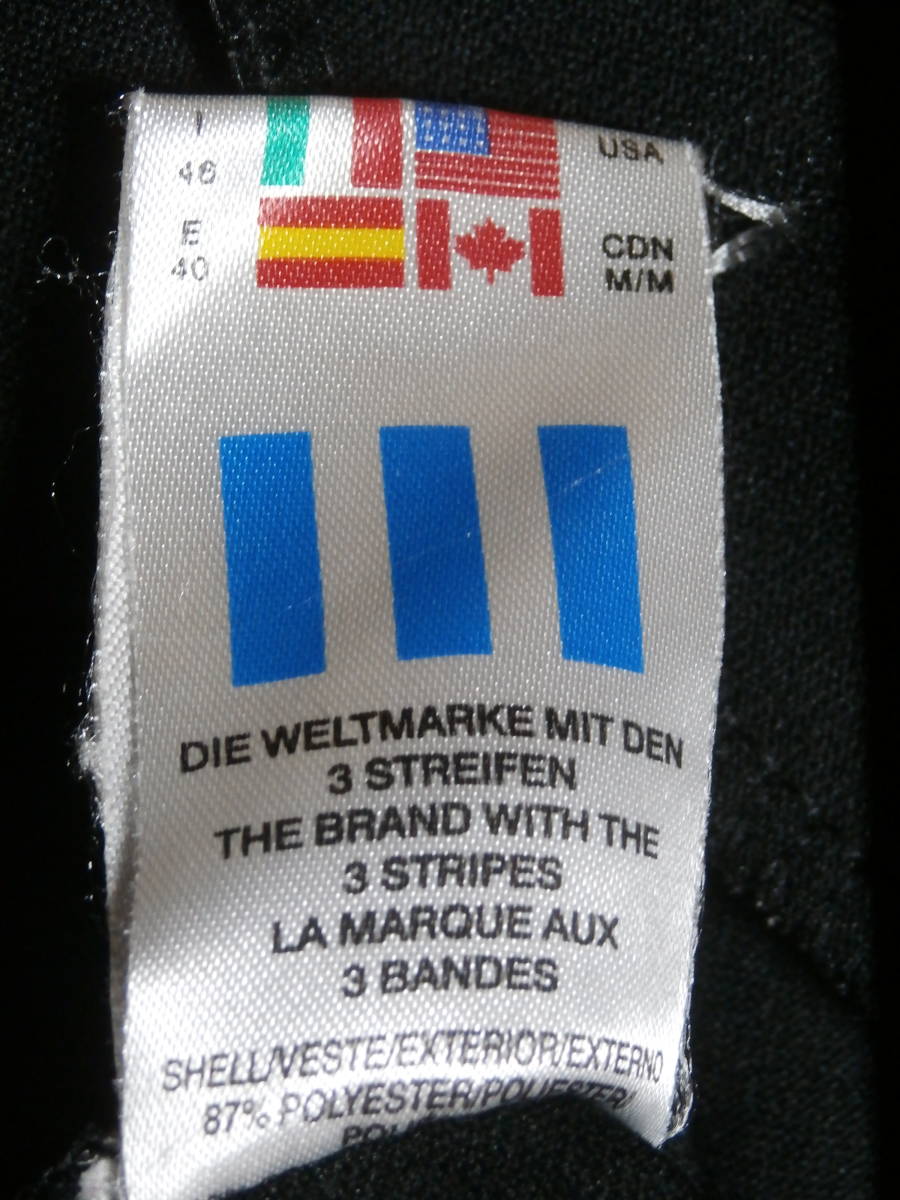 I
USA
46
E
CDN
40
M/M
DIE WELTMARKE MIT DEN
3 STREIFEN
THE BRAND WITH THE
3 STRIPES
LA MARQUE AUX
3 BANDES
SHELL/VESTE/EXTERIOR/EXTERNO
87% POLYESTER/POLIESTER/